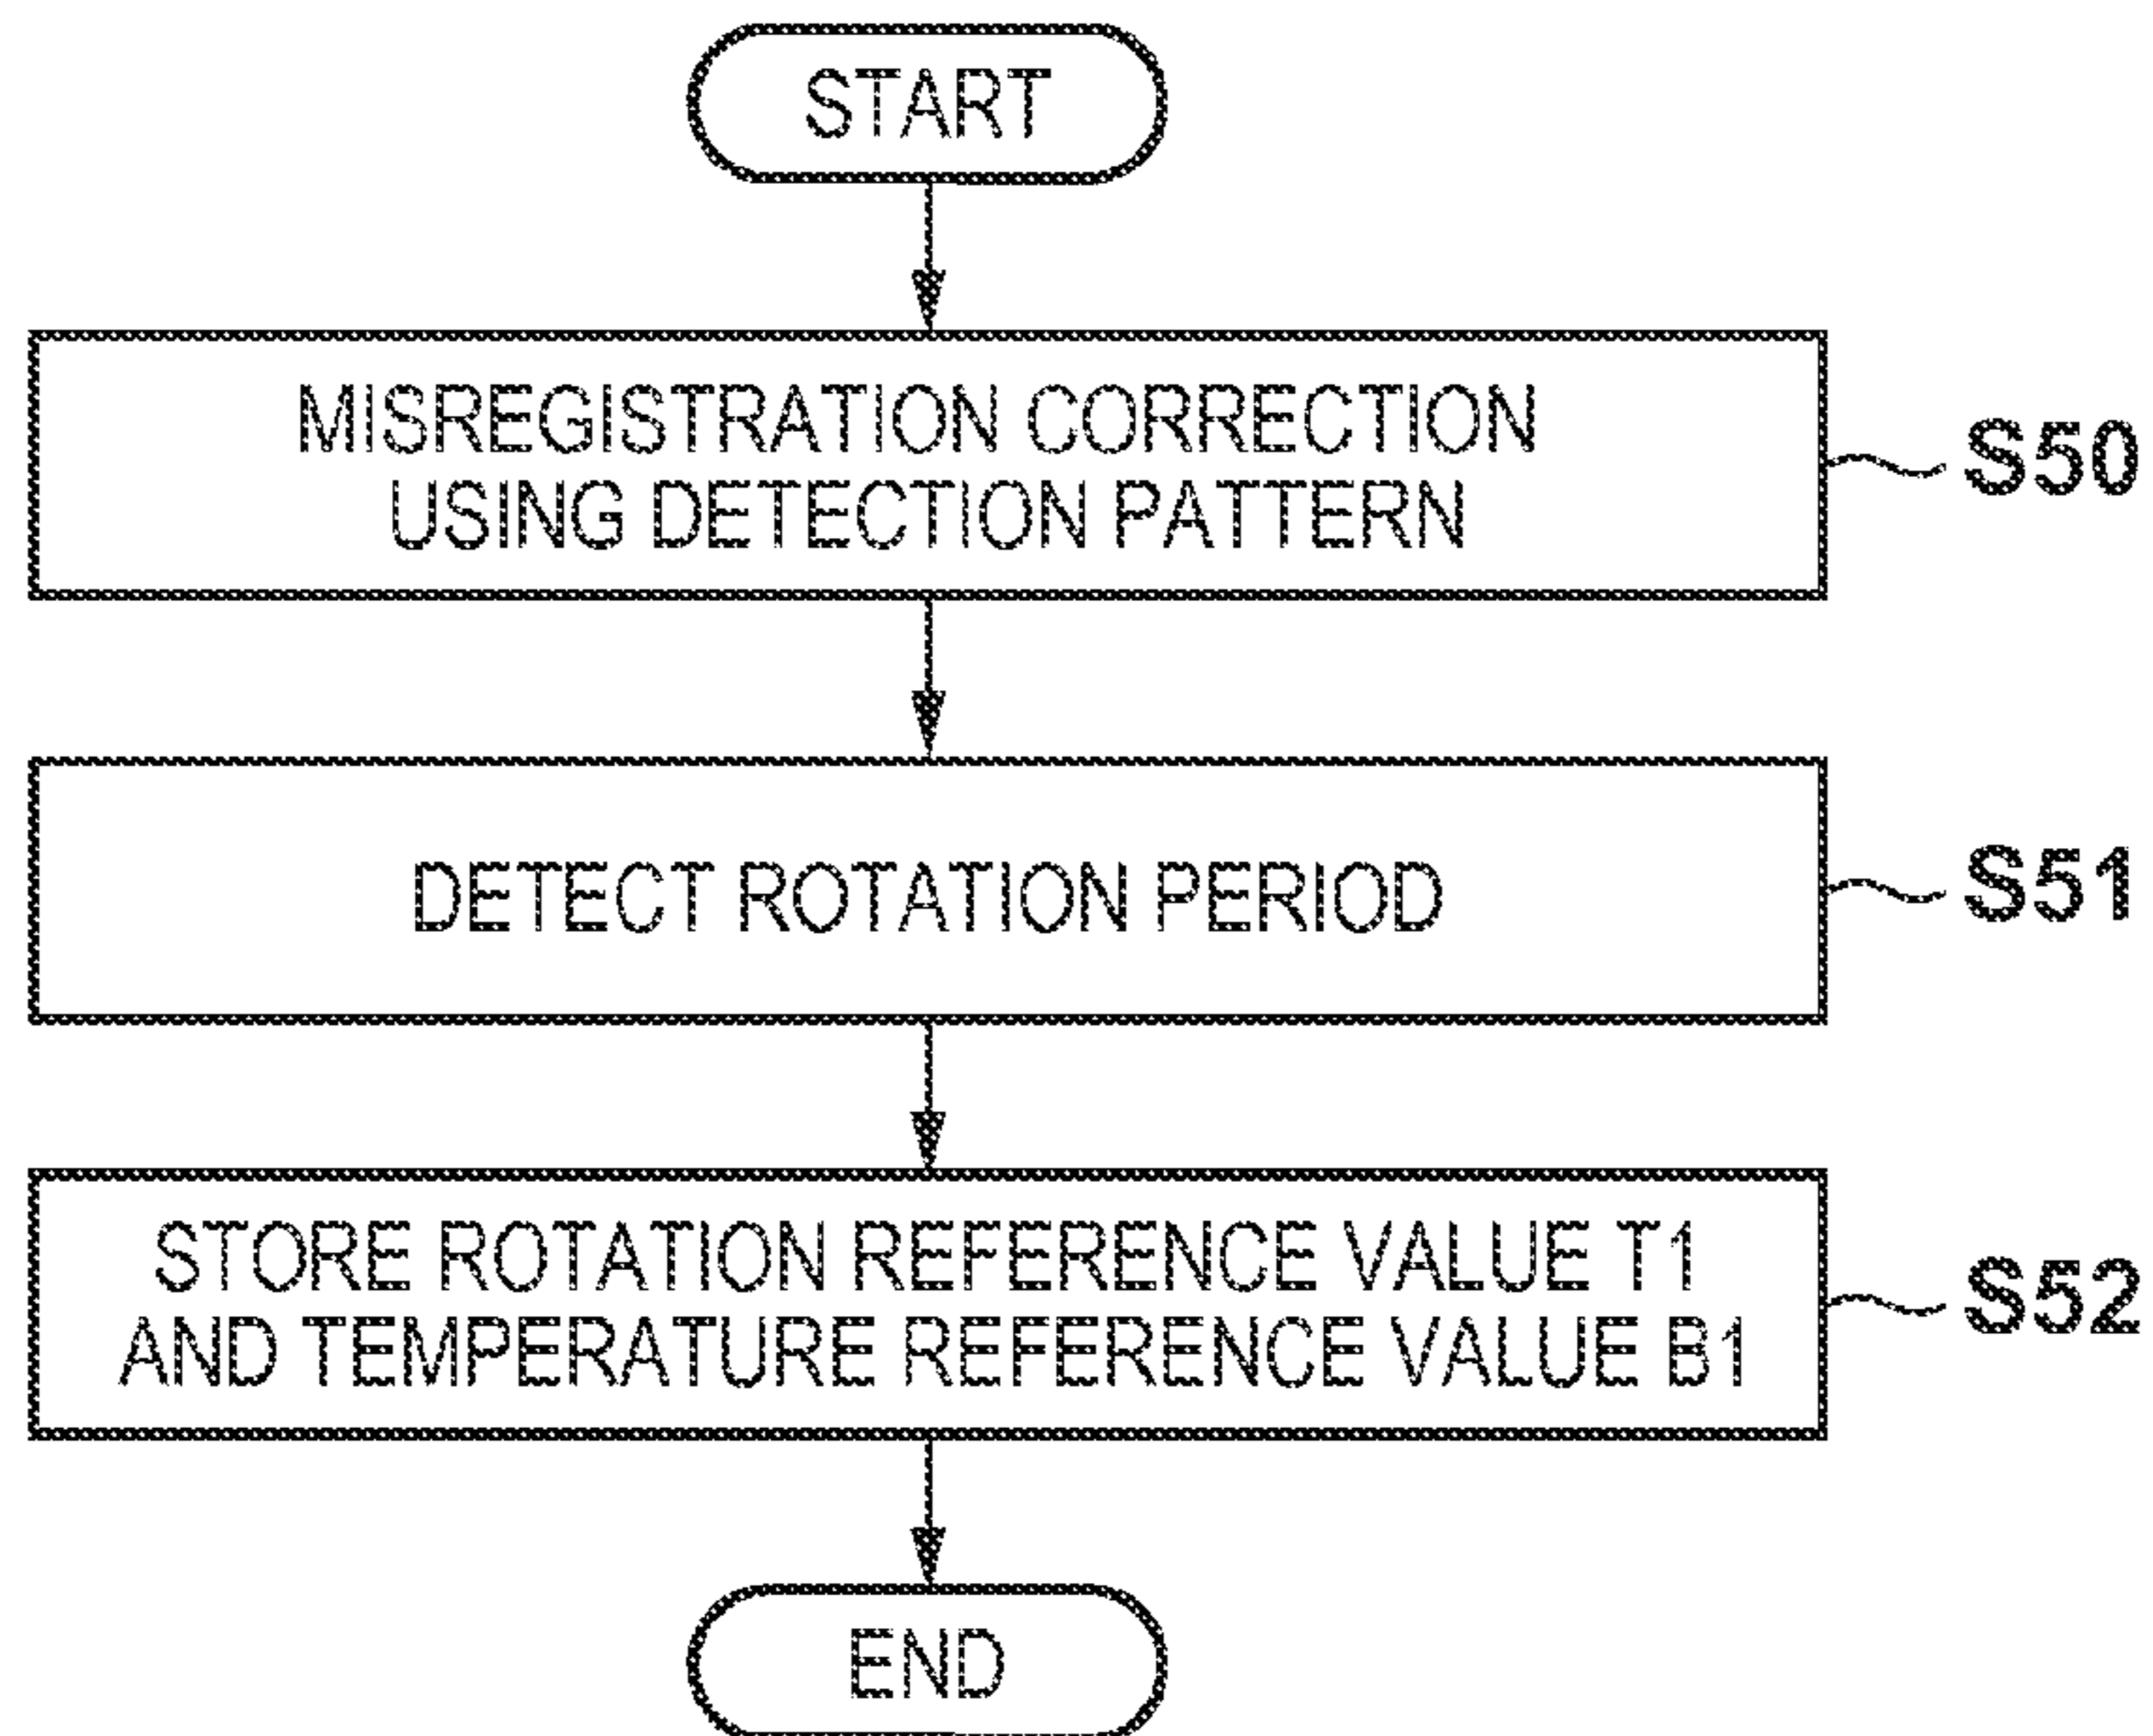 START
MISREGISTRATION CORRECTION
USING DETECTION PATTERN
S50
DETECT ROTATION PERIOD
S51
STORE ROTATION REFERENCE VALUE T1
AND TEMPERATURE REFERENCE VALUE B1
S52
END